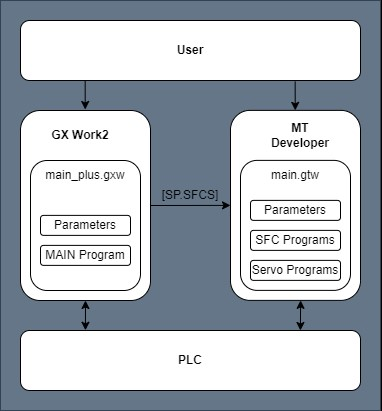 User
GX Work2
MT
Developer
main_plus.gxw
main.gtw
[SP.SFCS]
Parameters
MAIN Program
Parameters
SFC Programs
Servo Programs
PLC